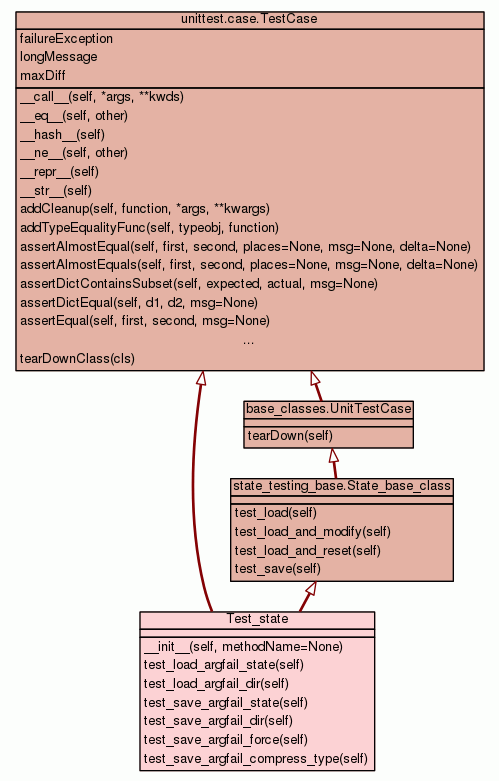 unittest.case.TestCase
failureException
longMessage
maxDiff
__call__(self, *args, **kwds)
__eq__(self, other)
__hash__(self)
__ne__(self, other)
__repr__(self)
__str__(self)
addCleanup(self, function, *args, **kwargs)
addTypeEqualityFunc(self, typeobj, function)
assertAlmostEqual(self, first, second, places=None, msg=None, delta=None)
assertAlmostEquals(self, first, second, places=None, msg=None, delta=None)
assertDictContainsSubset(self, expected, actual, msg=None)
assertDictEqual(self, d1, d2, msg=None)
assertEqual(self, first, second, msg=None)
...
tearDownClass(cls)
base_classes.UnitTestCase
tearDown(self)
state_testing_base.State_base_class
test_load(self)
test_load_and_modify(self)
test_load_and_reset(self)
test_save(self)
Test_state
__init__(self, methodName=None)
test_load_argfail_state(self)
test_load_argfail_dir(self)
test_save_argfail_state(self)
test_save_argfail_dir(self)
test_save_argfail_force(self)
test_save_argfail_compress_type(self)